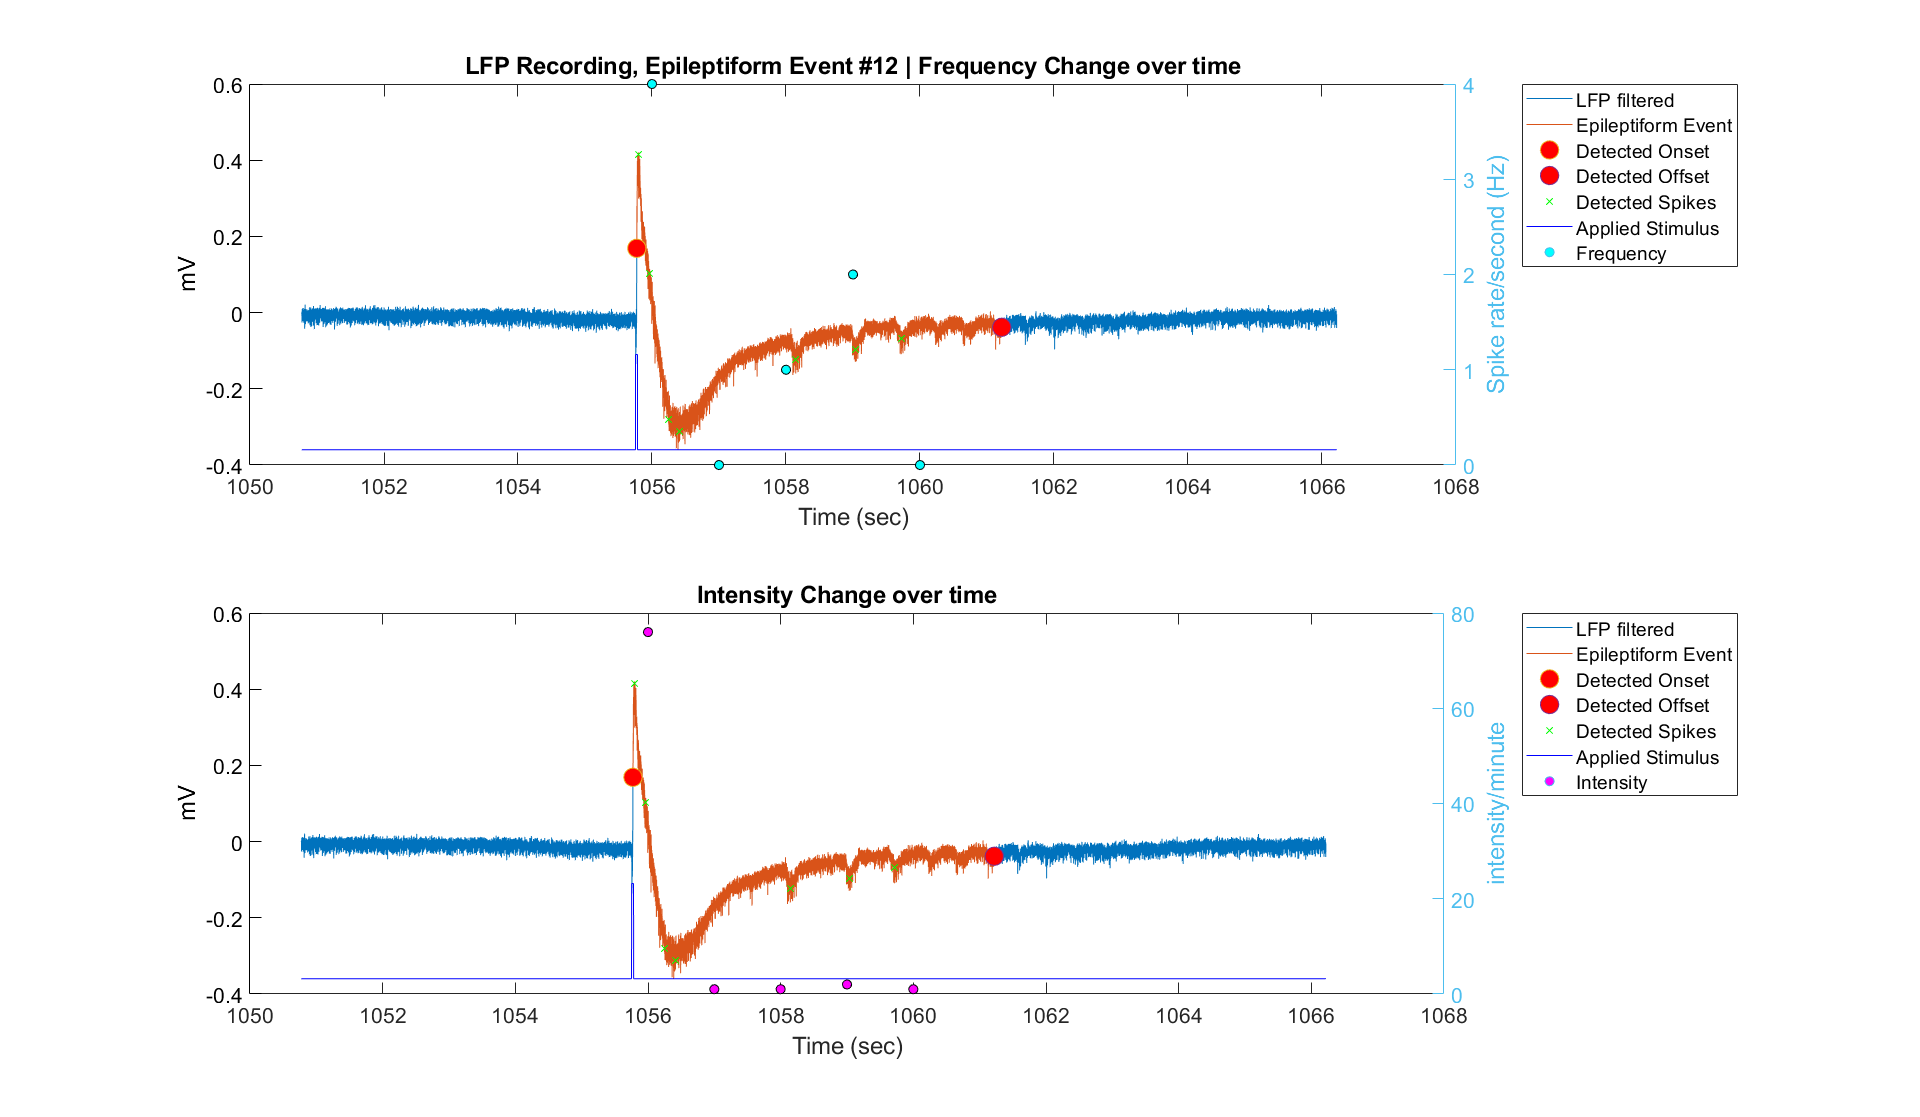 LFP Recording, Epileptiform Event #12 | Frequency Change over time
0.6
0.4
0.2
0
-0.2
-0.4
mV
4
3
2
1
0
Spike rate/second (Hz)
1050 1052 1054 1056 1058 1060 1062 1064 1066 1068
Time (sec)
LFP filtered
Epileptiform Event
Detected Onset
Detected Offset
Detected Spikes
Applied Stimulus
Frequency
Intensity Change over time
0.6
0.4
0.2
0
-0.2
-0.4
mV
80
60
40
20
0
intensity/minute
1050 1052 1054 1056 1058 1060 1062 1064 1066 1068
Time (sec)
LFP filtered
Epileptiform Event
Detected Onset
Detected Offset
Detected Spikes
Applied Stimulus
Intensity